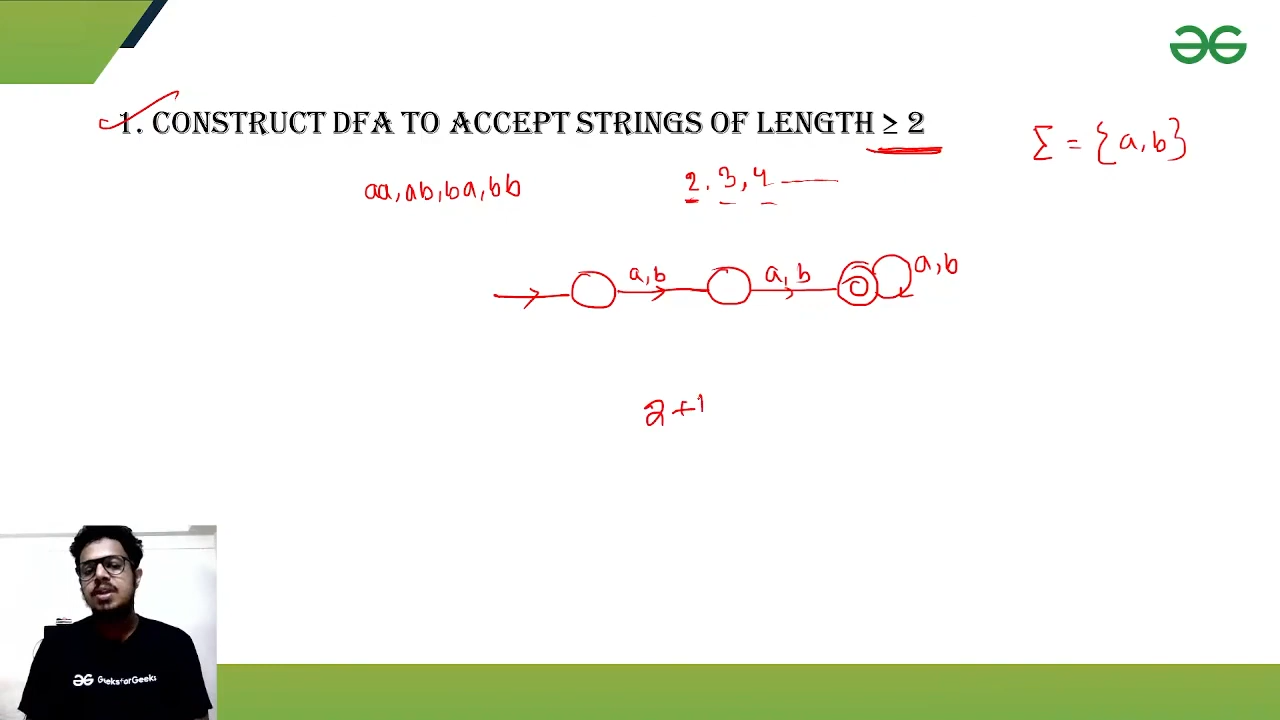 1. CONSTRUCT DFA TO ACCEPT STRINGS OF LENGTH ≥ 2
Σ = {a, b}
aa, ab, ba, bb
2, 3, 4
a, b
a, b
a, b
2 + 1
GeeksforGeeks